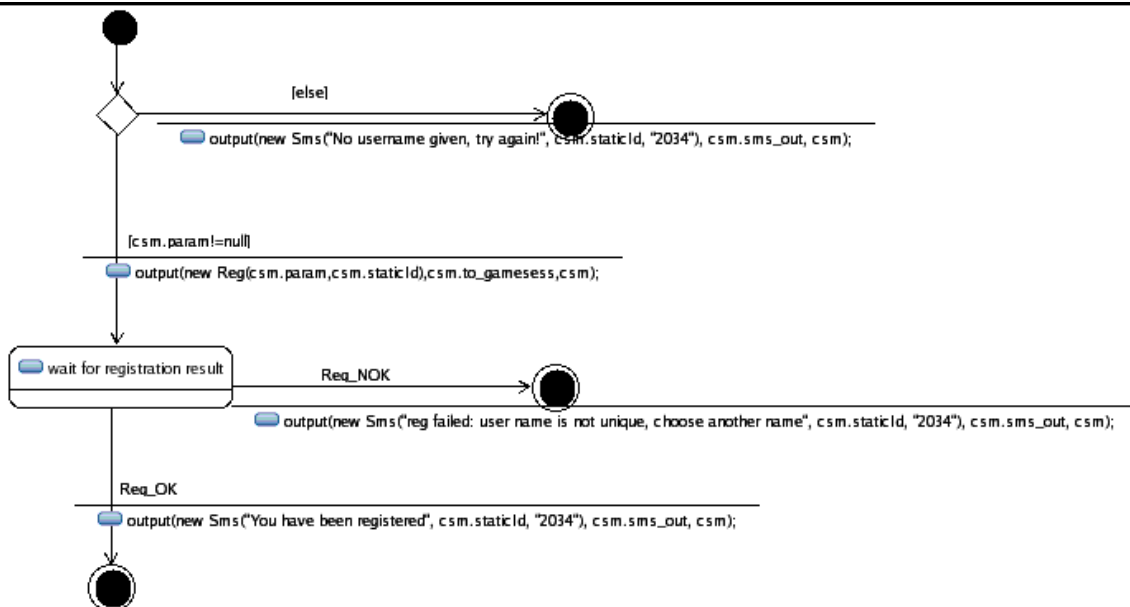 [else]
output(new Sms("No username given, try again!", csm.staticId, "2034"), csm.sms_out, csm);
[csm.param!=null]
output(new Reg(csm.param,csm.staticId),csm.to_gamesess,csm);
wait for registration result
Reg_NOK
output(new Sms("reg failed: user name is not unique, choose another name", csm.staticId, "2034"), csm.sms_out, csm);
Reg_OK
output(new Sms("You have been registered", csm.staticId, "2034"), csm.sms_out, csm);